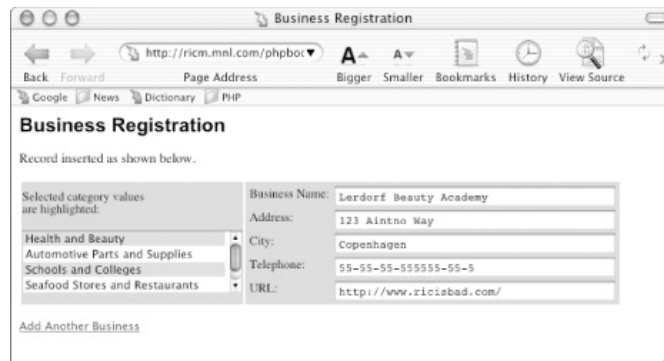 Business Registration
http://ricm.mnl.com/phpboc
A A
Back Forward Page Address Bigger Smaller Bookmarks History View Source
Google News Dictionary PHP
Business Registration
Record inserted as shown below.
Selected category values
are highlighted:
Health and Beauty
Automotive Parts and Supplies
Schools and Colleges
Seafood Stores and Restaurants
Business Name: Lerdorf Beauty Academy
Address: 123 Aintno Way
City: Copenhagen
Telephone: 55-55-55-555555-55-5
URL: http://www.ricisbad.com/
Add Another Business